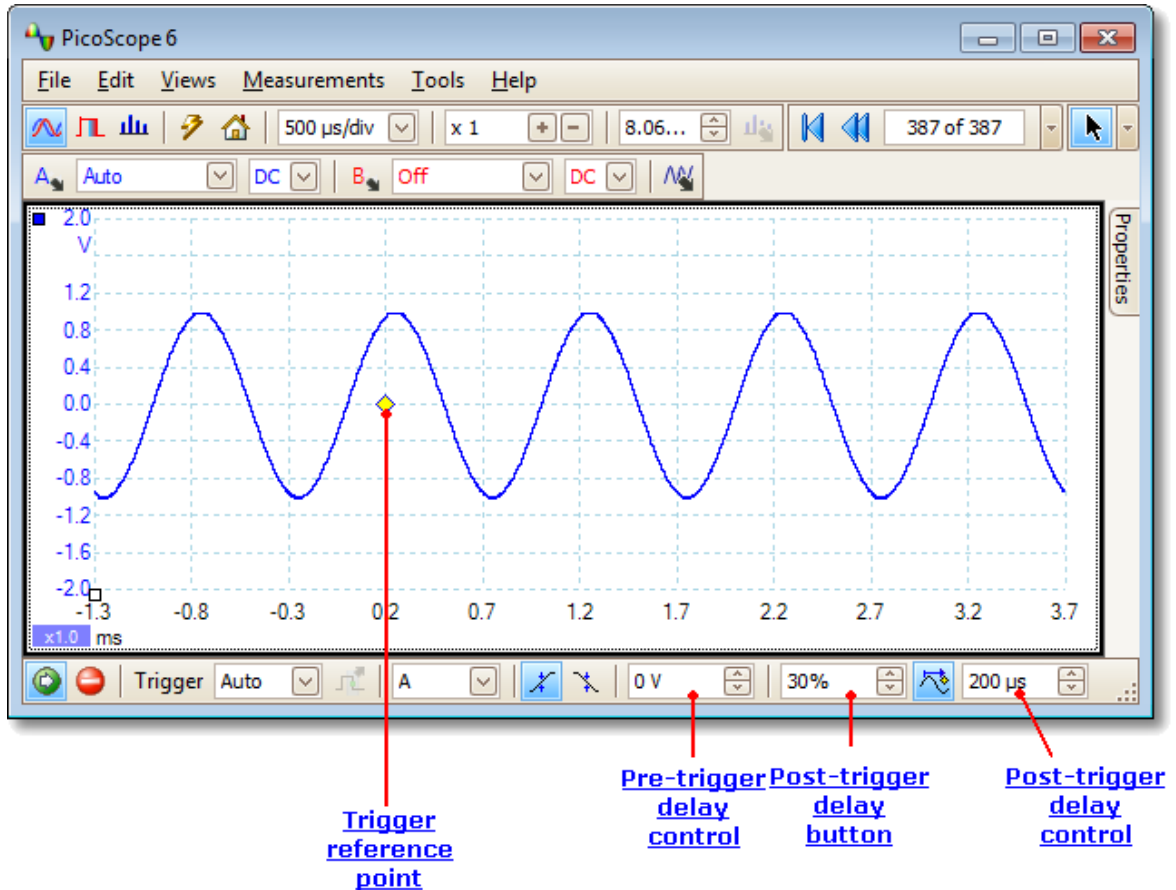 PicoScope 6
File Edit Views Measurements Tools Help
500 µs/div x 1 8.06... 387 of 387
A Auto DC B Off DC
Properties
2.0
V
1.2
0.8
0.4
0.0
-0.4
-0.8
-1.2
-1.6
-2.0
-1.3 -0.8 -0.3 0.2 0.7 1.2 1.7 2.2 2.7 3.2 3.7
x1.0 ms
Trigger Auto A 0 V 30% 200 µs
Pre-trigger delay control
Post-trigger delay button
Post-trigger delay control
Trigger reference point